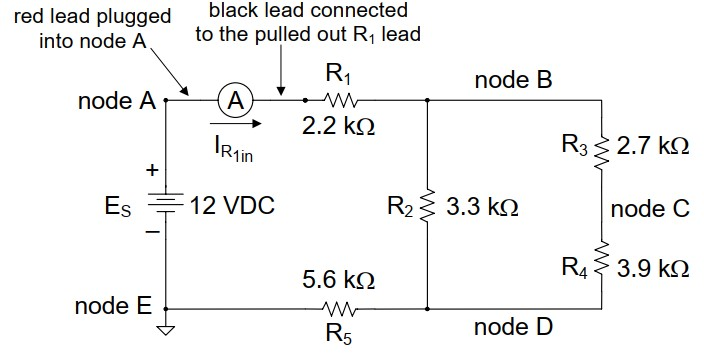 red lead plugged
into node A
black lead connected
to the pulled out R₁ lead
node A
A
R₁
2.2 kΩ
node B
I_R₁in
R₃ 2.7 kΩ
+
E_S 12 VDC
–
R₂ 3.3 kΩ
node C
5.6 kΩ
R₄ 3.9 kΩ
node E
R₅
node D